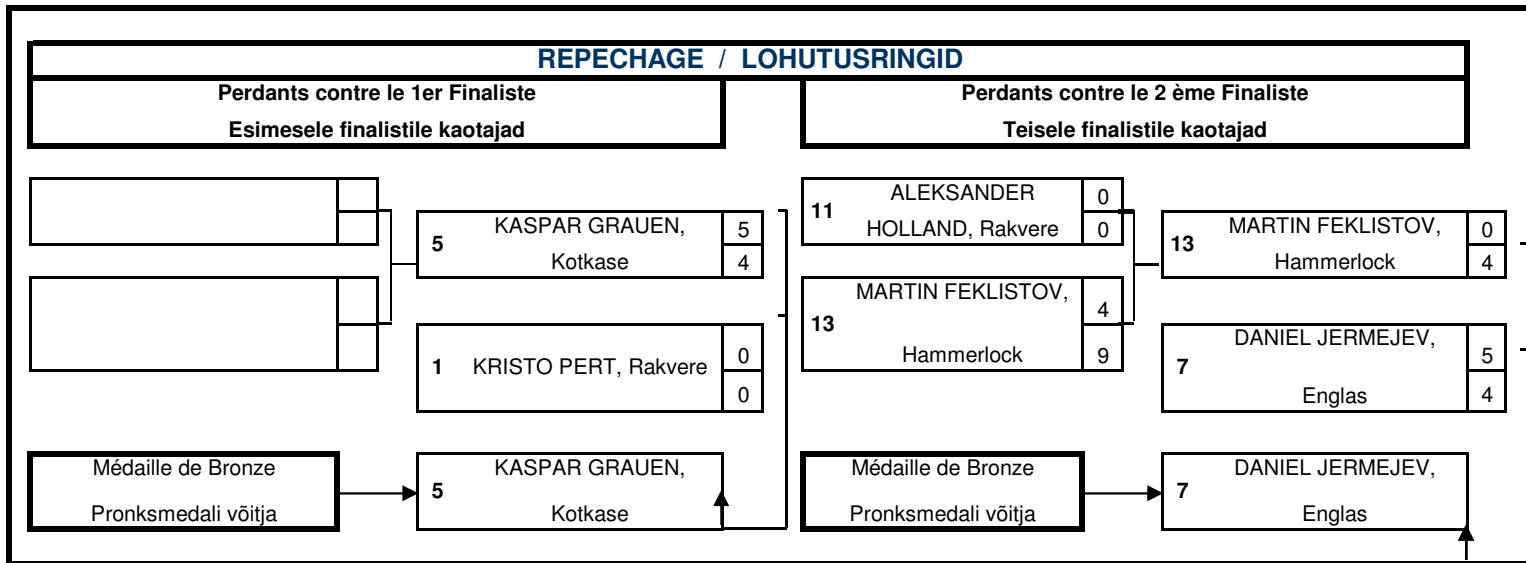 REPECHAGE / LOHUTUSRINGID
Perdants contre le 1er Finaliste
Esimesele finalistile kaotajad
Perdants contre le 2 ème Finaliste
Teisele finalistile kaotajad
5 KASPAR GRAUEN, 5
Kotkase 4
1 KRISTO PERT, Rakvere 0
0
Médaille de Bronze
Pronksmedali võitja
5 KASPAR GRAUEN,
Kotkase
11 ALEKSANDER 0
HOLLAND, Rakvere 0
13 MARTIN FEKLISTOV, 4
Hammerlock 9
13 MARTIN FEKLISTOV, 0
Hammerlock 4
7 DANIEL JERMEJEV, 5
Englas 4
Médaille de Bronze
Pronksmedali võitja
7 DANIEL JERMEJEV,
Englas